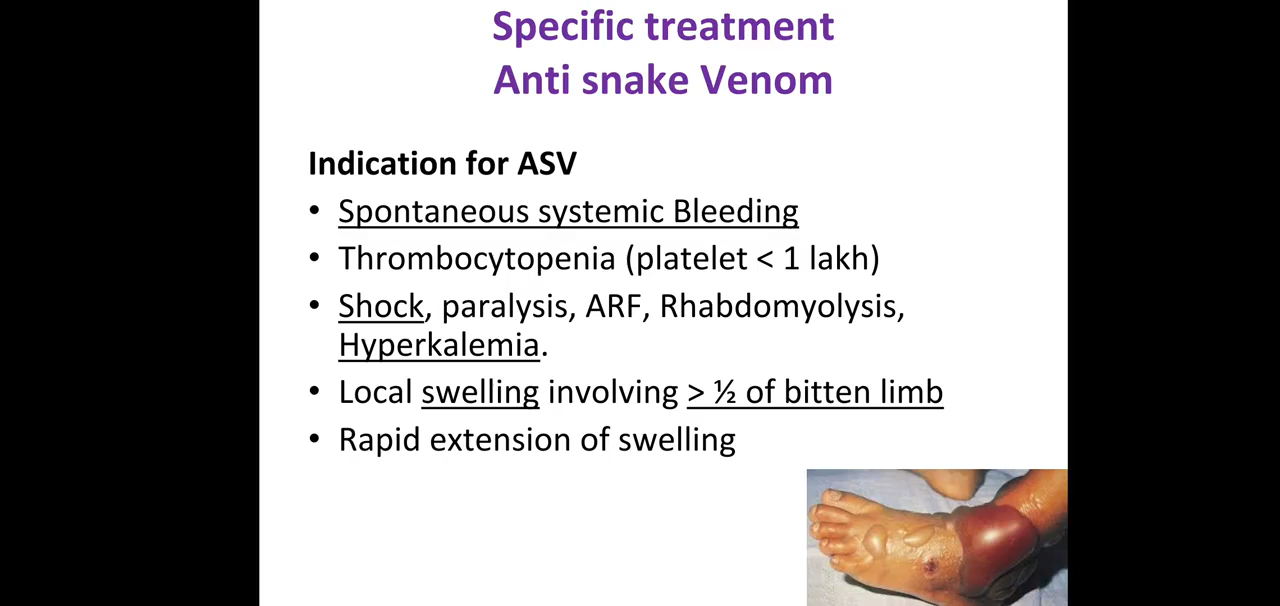 Specific treatment
Anti snake Venom
Indication for ASV
• Spontaneous systemic Bleeding
• Thrombocytopenia (platelet < 1 lakh)
• Shock, paralysis, ARF, Rhabdomyolysis,
Hyperkalemia.
• Local swelling involving > ½ of bitten limb
• Rapid extension of swelling